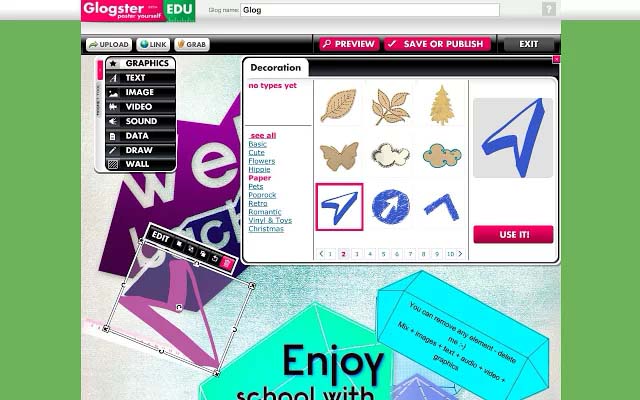 Glogster
poster yourself
EDU
Glog name:
Glog
?
UPLOAD
LINK
GRAB
PREVIEW
SAVE OR PUBLISH
EXIT
GRAPHICS
TEXT
IMAGE
VIDEO
SOUND
DATA
DRAW
WALL
Decoration
no types yet
see all
Basic
Cute
Flowers
Hippie
Paper
Pets
Poprock
Retro
Romantic
Vinyl & Toys
Christmas
1 2 3 4 5 6 7 8 9 10
USE IT!
EDIT
You can remove any element - delete
me :-)
Mix + images + text + audio + video +
graphics
Enjoy
school with